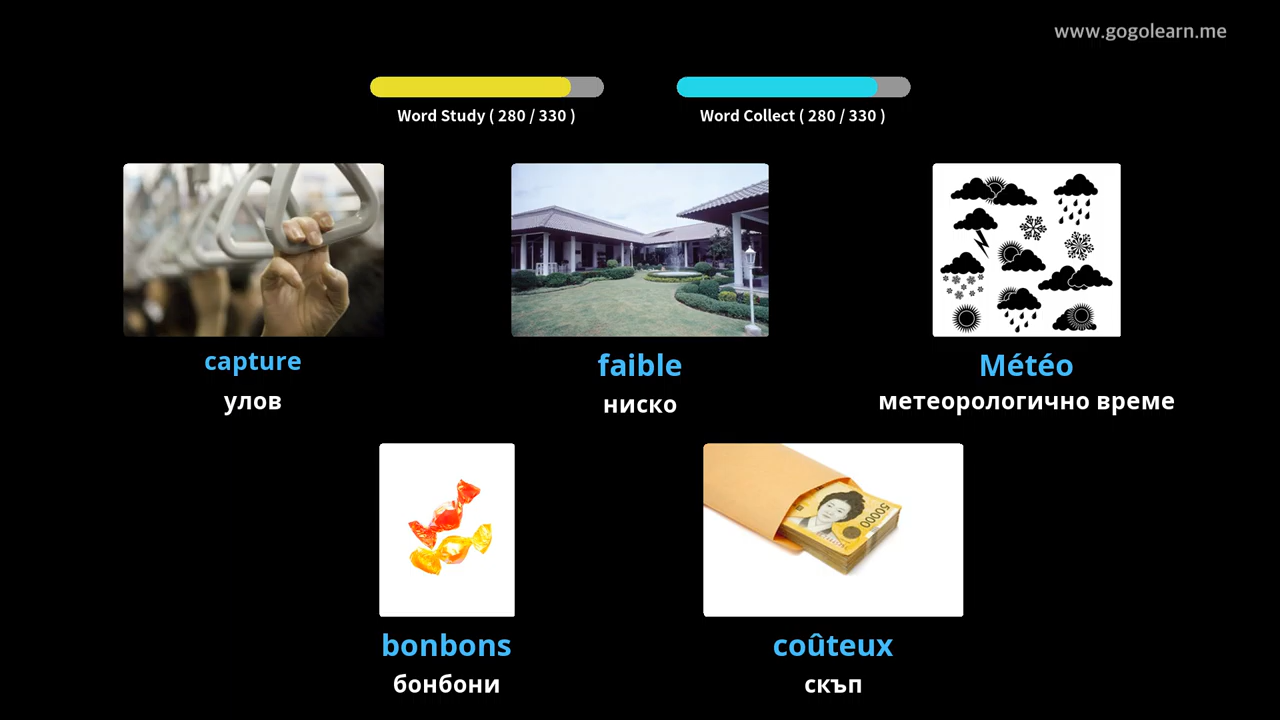 www.gogolearn.me
Word Study ( 280 / 330 )
Word Collect ( 280 / 330 )
capture
улов
faible
ниско
Météo
метеорологично време
50000
bonbons
бонбони
coûteux
скъп